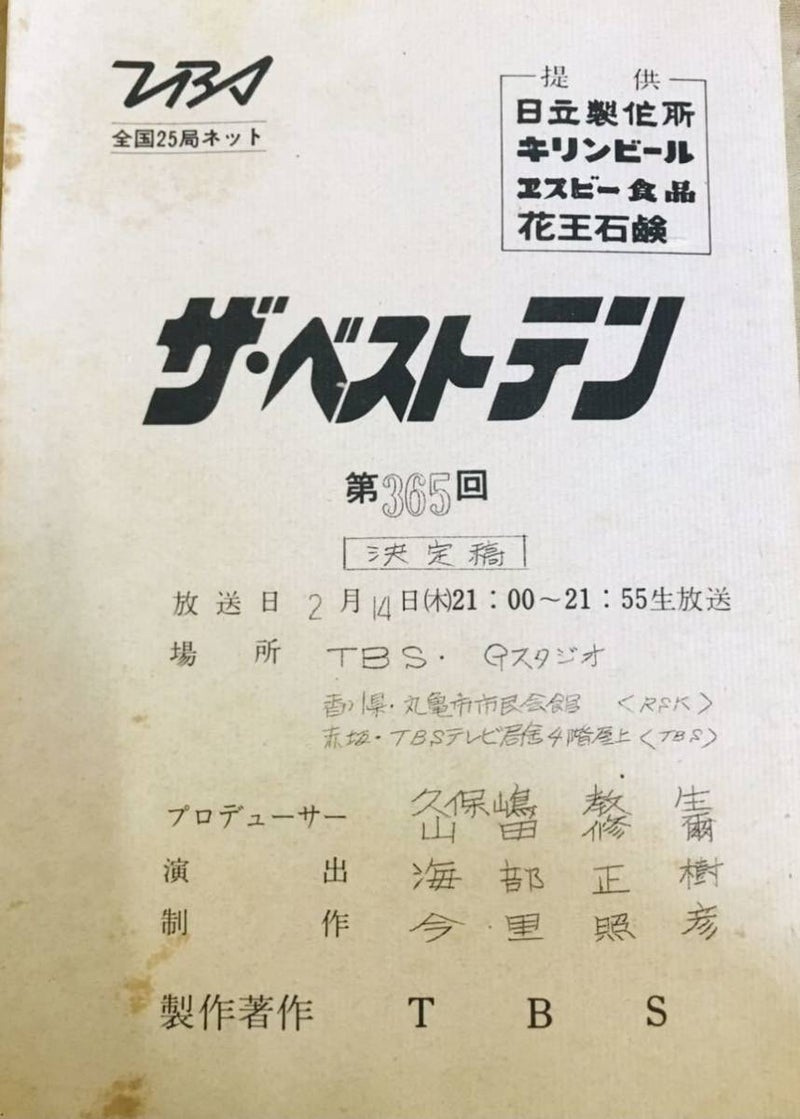 TBS
全国25局ネット
提供
日立製作所
キリンビール
ヱスビー食品
花王石鹸
ザ・ベストテン
第365回
決定稿
放送日 2月14日(木)21:00〜21:55生放送
場所 TBS・Gスタジオ
香川県・丸亀市市民会館 <RSK>
赤坂・TBSテレビ局舎4階屋上<TBS>
プロデューサー 久保嶋教生
山田修爾
演出 海部正樹
制作 今里照彦
製作著作 TBS